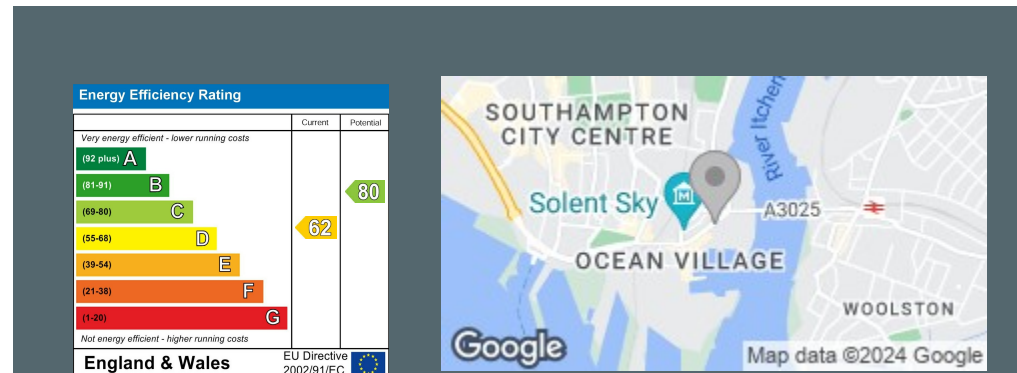 Energy Efficiency Rating
Current Potential
Very energy efficient - lower running costs
(92 plus) A
(81-91) B
(69-80) C
(55-68) D
(39-54) E
(21-38) F
(1-20) G
62
80
Not energy efficient - higher running costs
England & Wales
EU Directive
2002/91/EC
SOUTHAMPTON
CITY CENTRE
River Itchen
Solent Sky
M
A3025
OCEAN VILLAGE
WOOLSTON
Google
Map data ©2024 Google